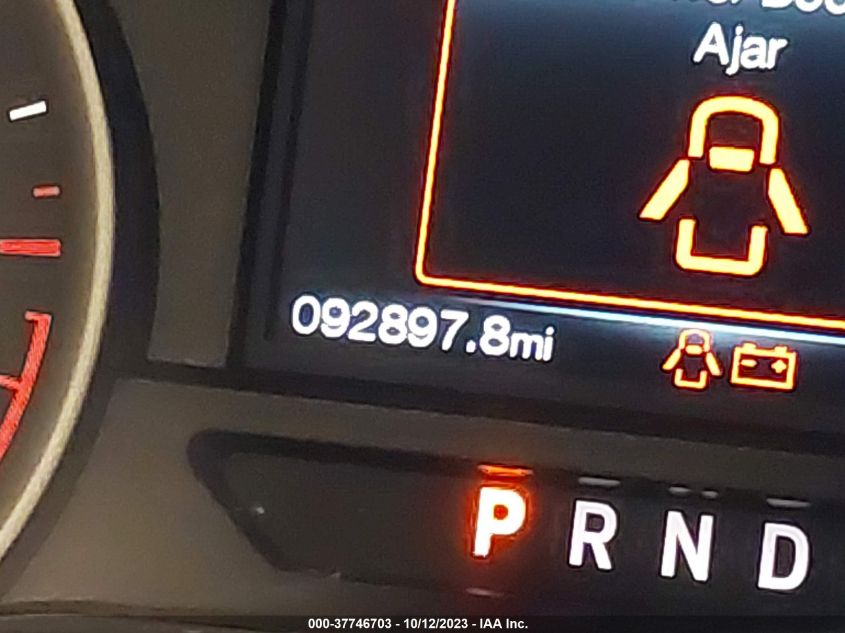 Ajar
092897.8mi
P R N D
000-37746703 - 10/12/2023 - IAA Inc.